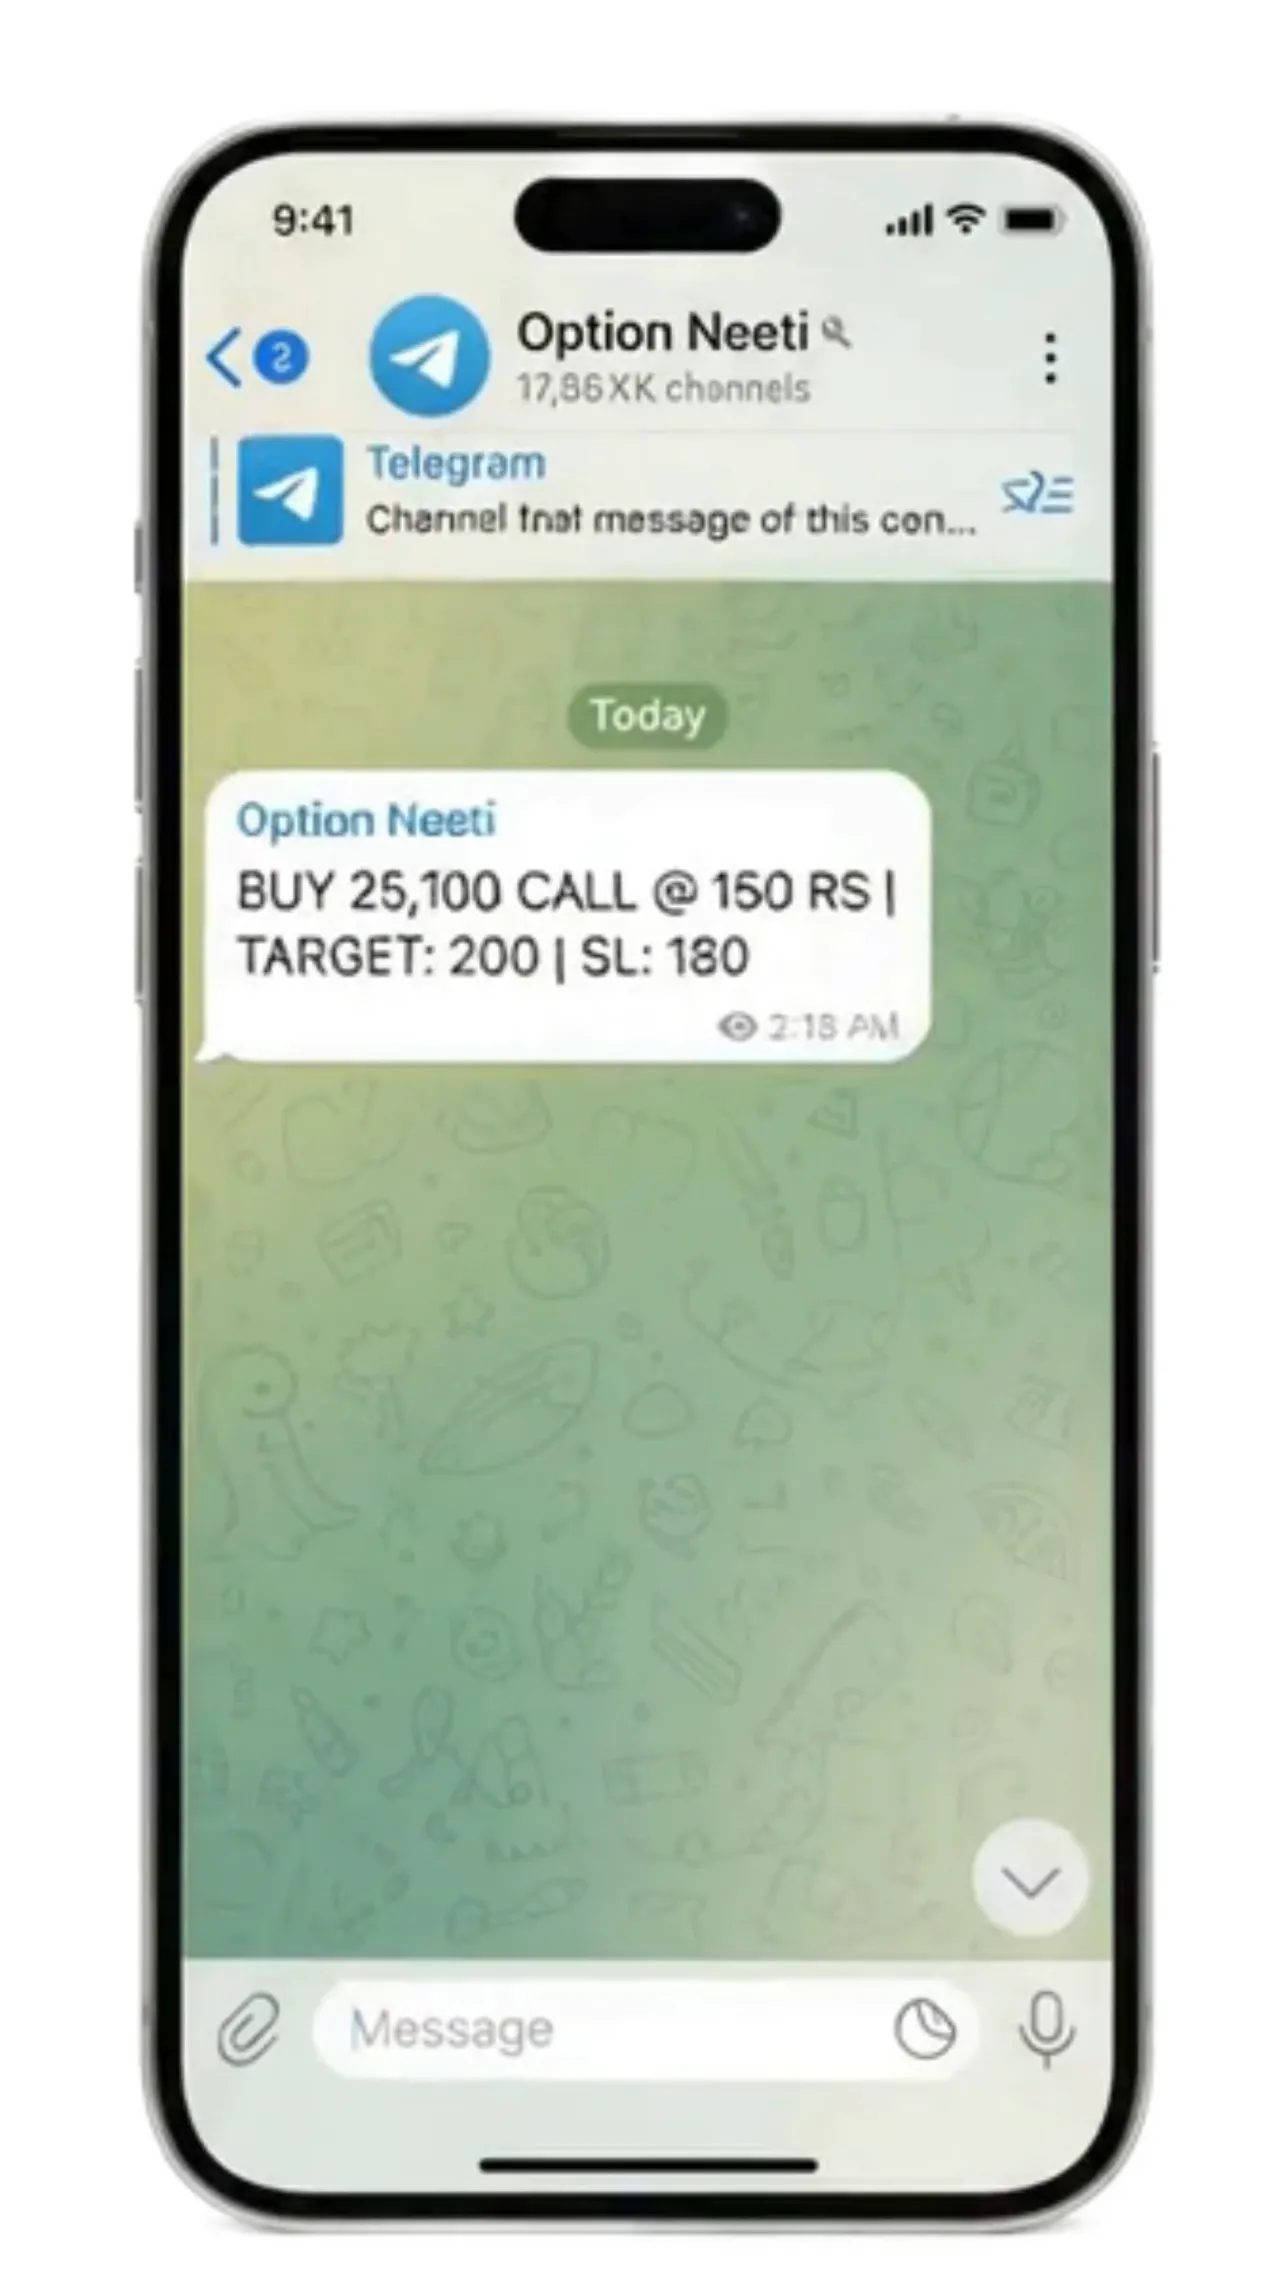 9:41
2
Option Neeti
17,86XK channels
Telegram
Channel tnat message of this con...
Today
Option Neeti
BUY 25,100 CALL @ 150 RS |
TARGET: 200 | SL: 180
2:18 AM
Message